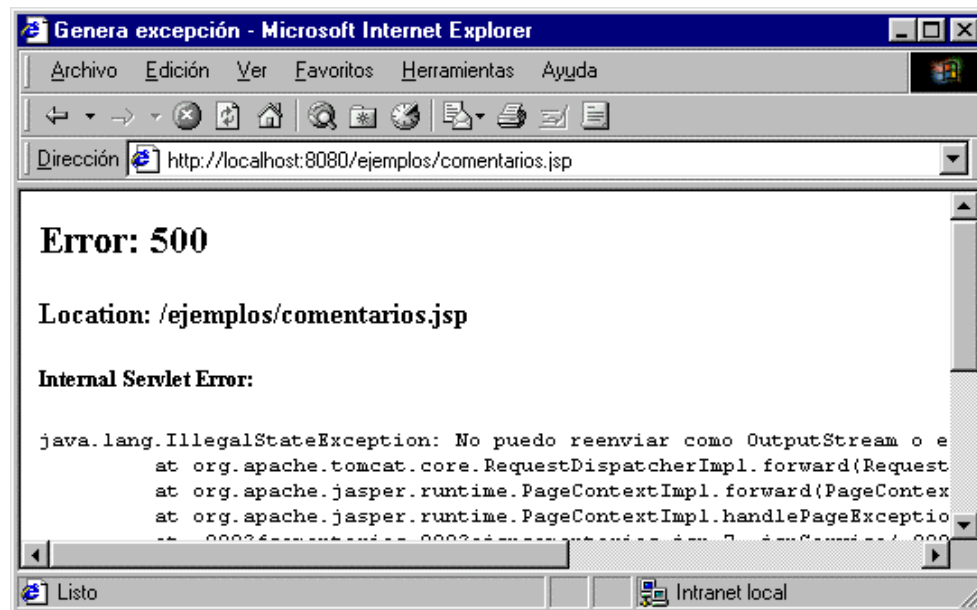 Genera excepción - Microsoft Internet Explorer
Archivo Edición Ver Favoritos Herramientas Ayuda
Dirección http://localhost:8080/ejemplos/comentarios.jsp
Error: 500
Location: /ejemplos/comentarios.jsp
Internal Servlet Error:
java.lang.IllegalStateException: No puedo reenviar como OutputStream o e
at org.apache.tomcat.core.RequestDispatcherImpl.forward(Request
at org.apache.jasper.runtime.PageContextImpl.forward(PageContex
at org.apache.jasper.runtime.PageContextImpl.handlePageExceptio
Listo Intranet local